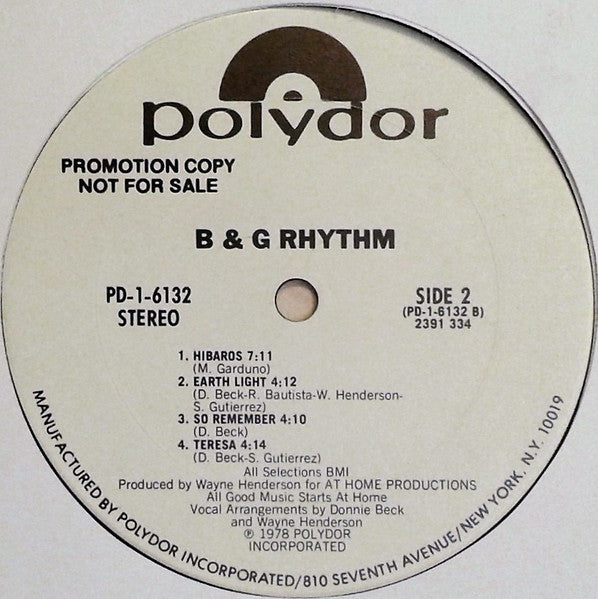 polydor
PROMOTION COPY
NOT FOR SALE
B & G RHYTHM
PD-1-6132
STEREO
SIDE 2
(PD-1-6132 B)
2391 334
1. HIBAROS 7:11
(M. Garduno)
2. EARTH LIGHT 4:12
(D. Beck-R. Bautista-W. Henderson-
S. Gutierrez)
3. SO REMEMBER 4:10
(D. Beck)
4. TERESA 4:14
(D. Beck-S. Gutierrez)
All Selections BMI
Produced by Wayne Henderson for AT HOME PRODUCTIONS
All Good Music Starts At Home
Vocal Arrangements by Donnie Beck
and Wayne Henderson
℗ 1978 POLYDOR
INCORPORATED
MANUFACTURED BY POLYDOR INCORPORATED/810 SEVENTH AVENUE/NEW YORK, N.Y. 10019